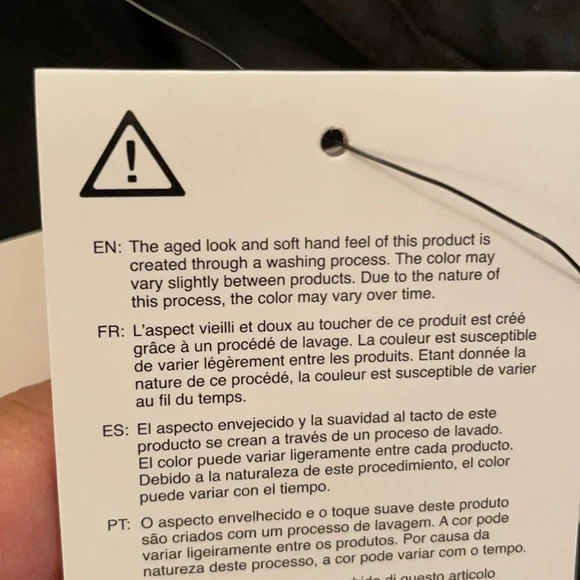 !
EN: The aged look and soft hand feel of this product is
created through a washing process. The color may
vary slightly between products. Due to the nature of
this process, the color may vary over time.
FR: L'aspect vieilli et doux au toucher de ce produit est créé
grâce à un procédé de lavage. La couleur est susceptible
de varier légèrement entre les produits. Etant donnée la
nature de ce procédé, la couleur est susceptible de varier
au fil du temps.
ES: El aspecto envejecido y la suavidad al tacto de este
producto se crean a través de un proceso de lavado.
El color puede variar ligeramente entre cada producto.
Debido a la naturaleza de este procedimiento, el color
puede variar con el tiempo.
PT: O aspecto envelhecido e o toque suave deste produto
são criados com um processo de lavagem. A cor pode
variar ligeiramente entre os produtos. Por causa da
natureza deste processo, a cor pode variar com o tempo.
di questo articolo